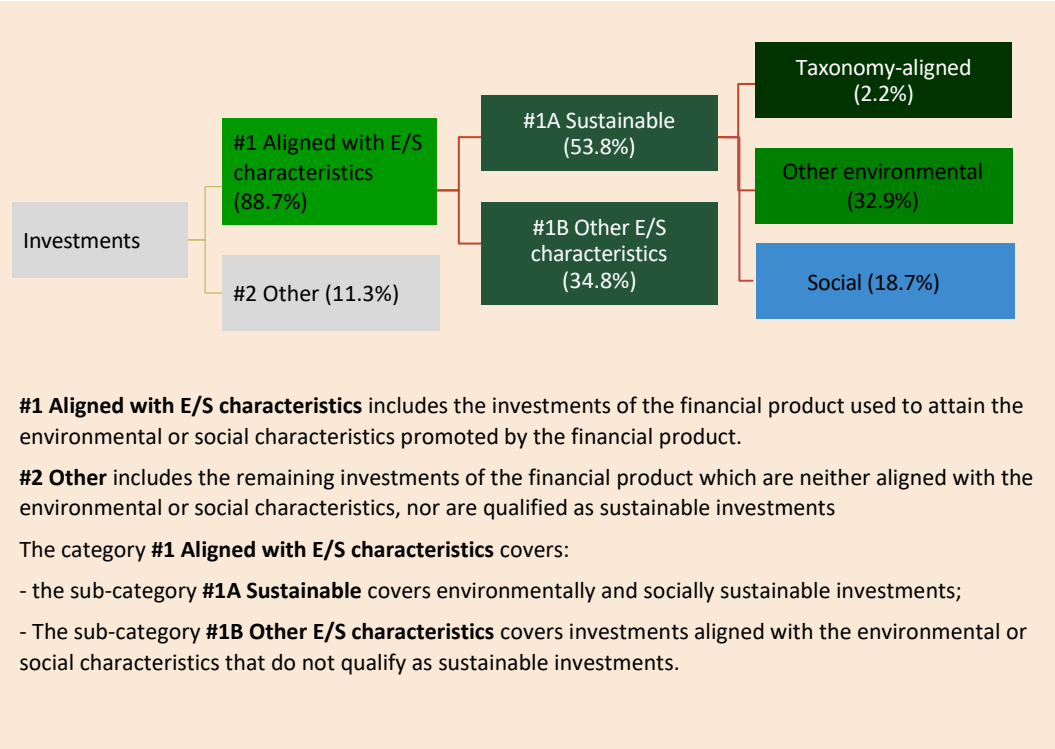 Investments
#1 Aligned with E/S
characteristics
(88.7%)
#2 Other (11.3%)
#1A Sustainable
(53.8%)
#1B Other E/S
characteristics
(34.8%)
Taxonomy-aligned
(2.2%)
Other environmental
(32.9%)
Social (18.7%)
#1 Aligned with E/S characteristics includes the investments of the financial product used to attain the
environmental or social characteristics promoted by the financial product.
#2 Other includes the remaining investments of the financial product which are neither aligned with the
environmental or social characteristics, nor are qualified as sustainable investments
The category #1 Aligned with E/S characteristics covers:
- the sub-category #1A Sustainable covers environmentally and socially sustainable investments;
- The sub-category #1B Other E/S characteristics covers investments aligned with the environmental or
social characteristics that do not qualify as sustainable investments.